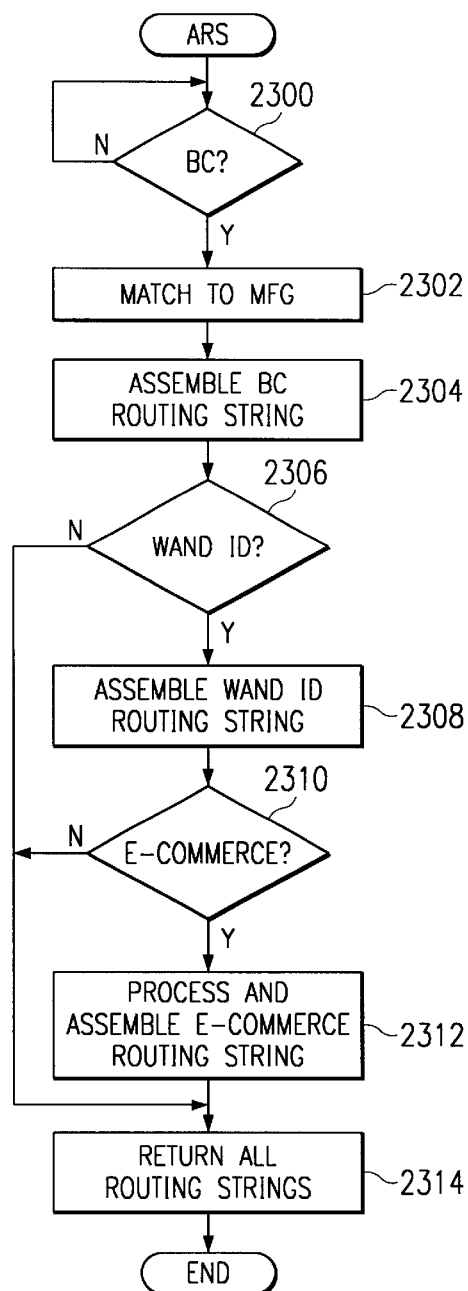 ARS
2300
N
BC?
Y
MATCH TO MFG
2302
ASSEMBLE BC
ROUTING STRING
2304
2306
N
WAND ID?
Y
ASSEMBLE WAND ID
ROUTING STRING
2308
2310
N
E-COMMERCE?
Y
PROCESS AND
ASSEMBLE E-COMMERCE
ROUTING STRING
2312
RETURN ALL
ROUTING STRINGS
2314
END